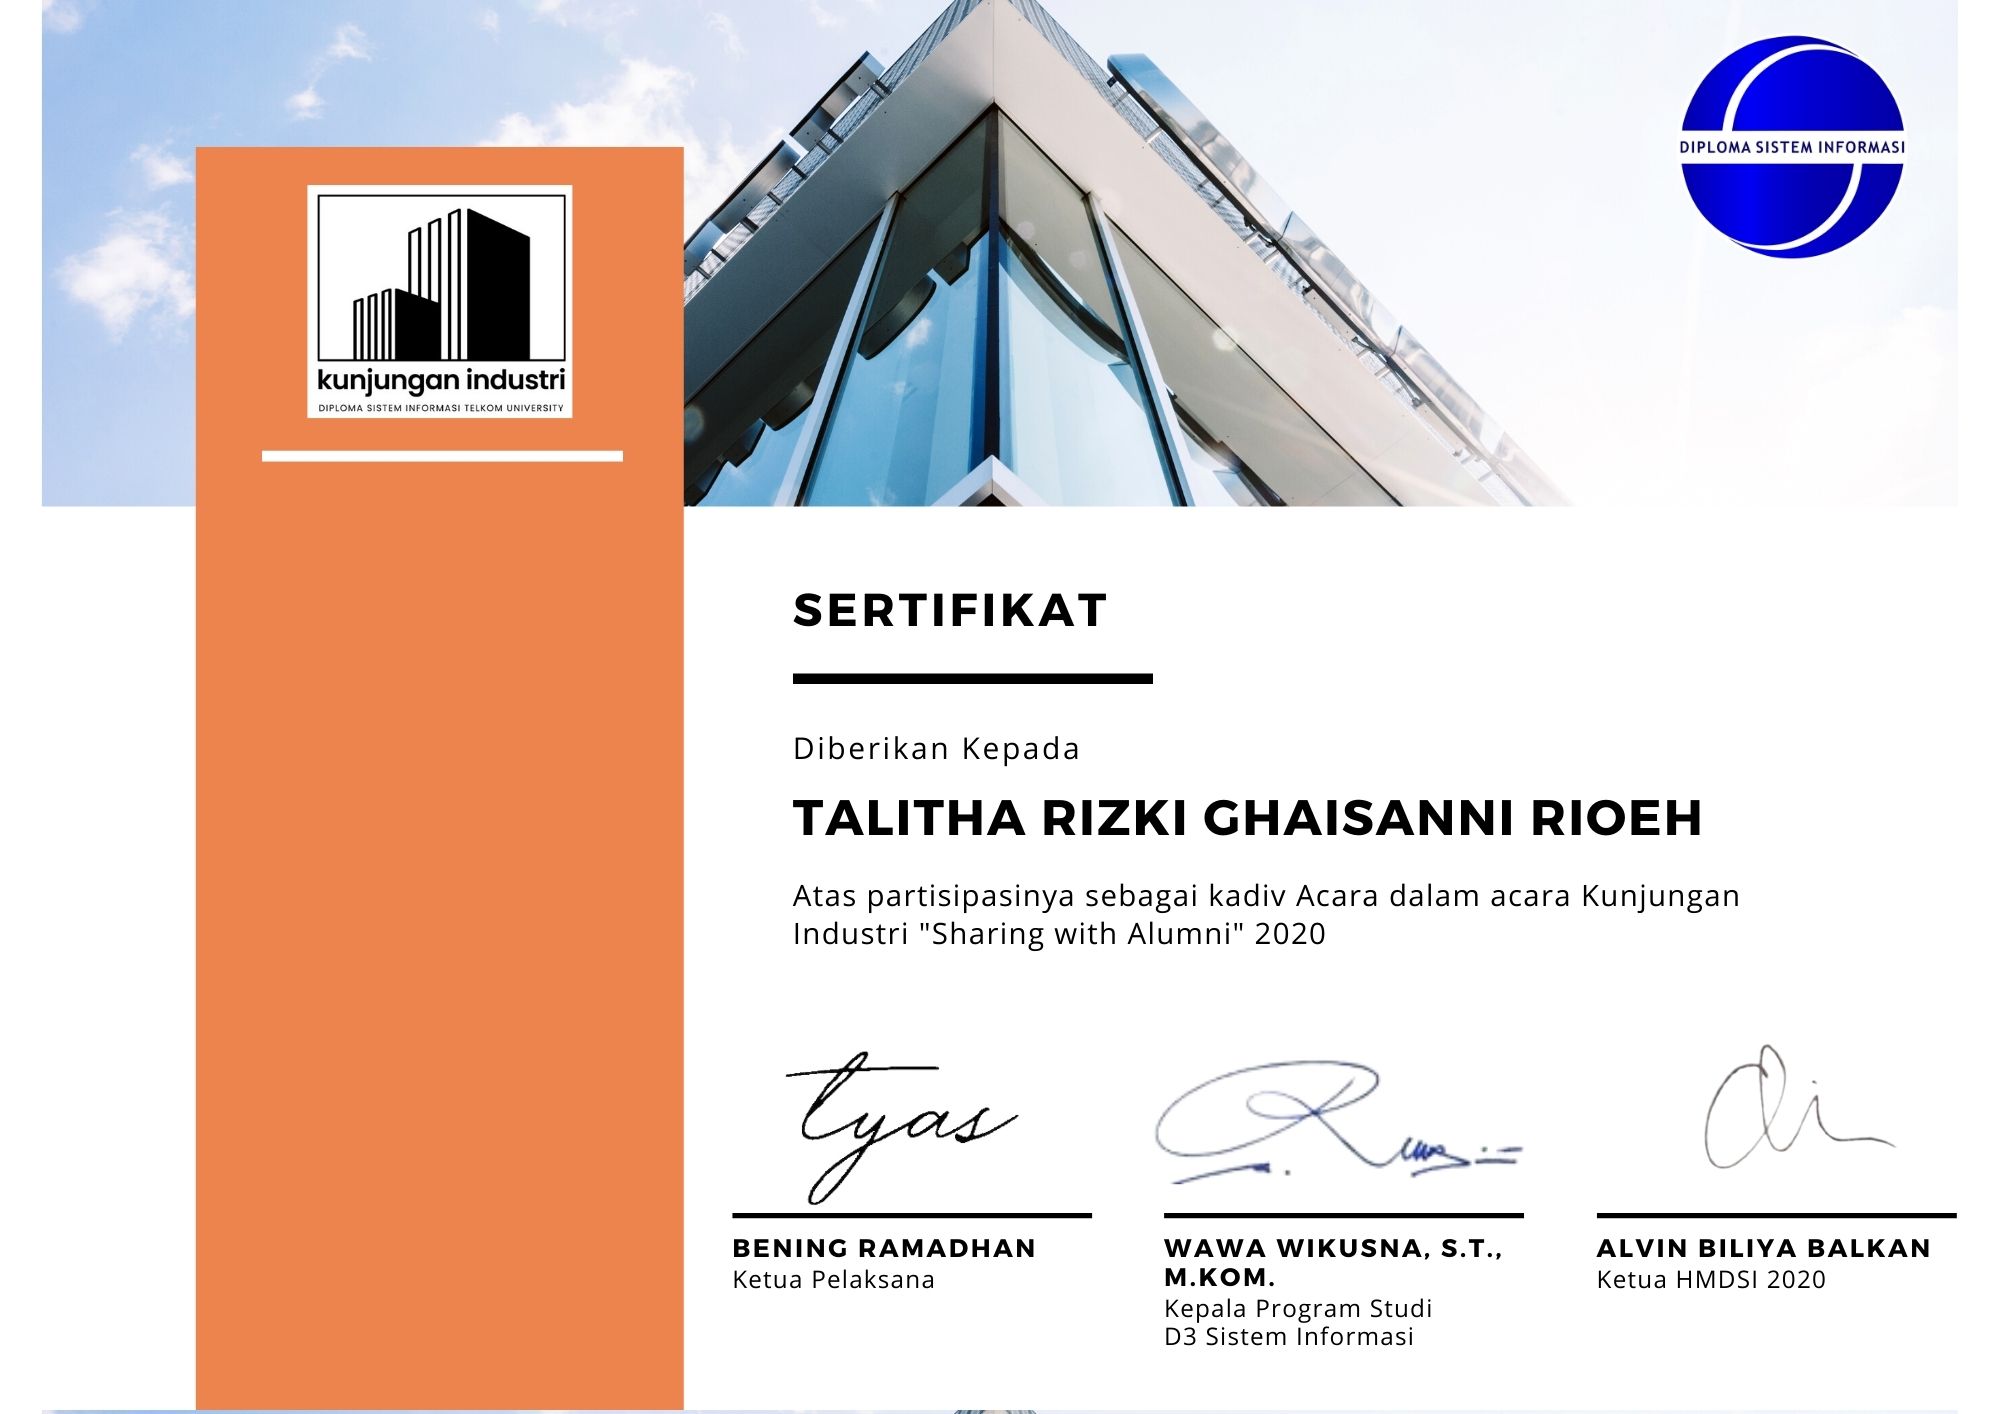 DIPLOMA SISTEM INFORMASI
kunjungan industri
DIPLOMA SISTEM INFORMASI TELKOM UNIVERSITY
SERTIFIKAT
Diberikan Kepada
TALITHA RIZKI GHAISANNI RIOEH
Atas partisipasinya sebagai kadiv Acara dalam acara Kunjungan
Industri "Sharing with Alumni" 2020
tyas
BENING RAMADHAN
Ketua Pelaksana
WAWA WIKUSNA, S.T.,
M.KOM.
Kepala Program Studi
D3 Sistem Informasi
ALVIN BILIYA BALKAN
Ketua HMDSI 2020